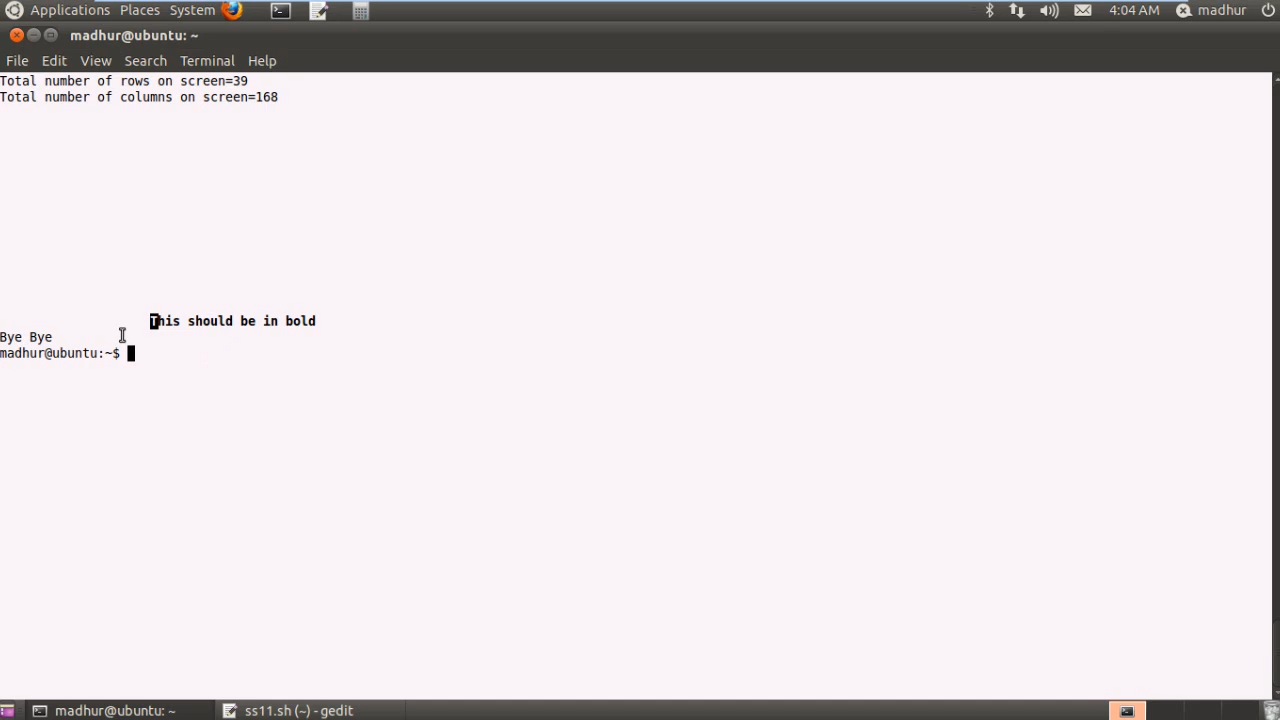 Applications Places System 4:04 AM madhur
madhur@ubuntu: ~
File Edit View Search Terminal Help
Total number of rows on screen=39
Total number of columns on screen=168
This should be in bold
Bye Bye
madhur@ubuntu:~$
madhur@ubuntu: ~ ss11.sh (~) - gedit